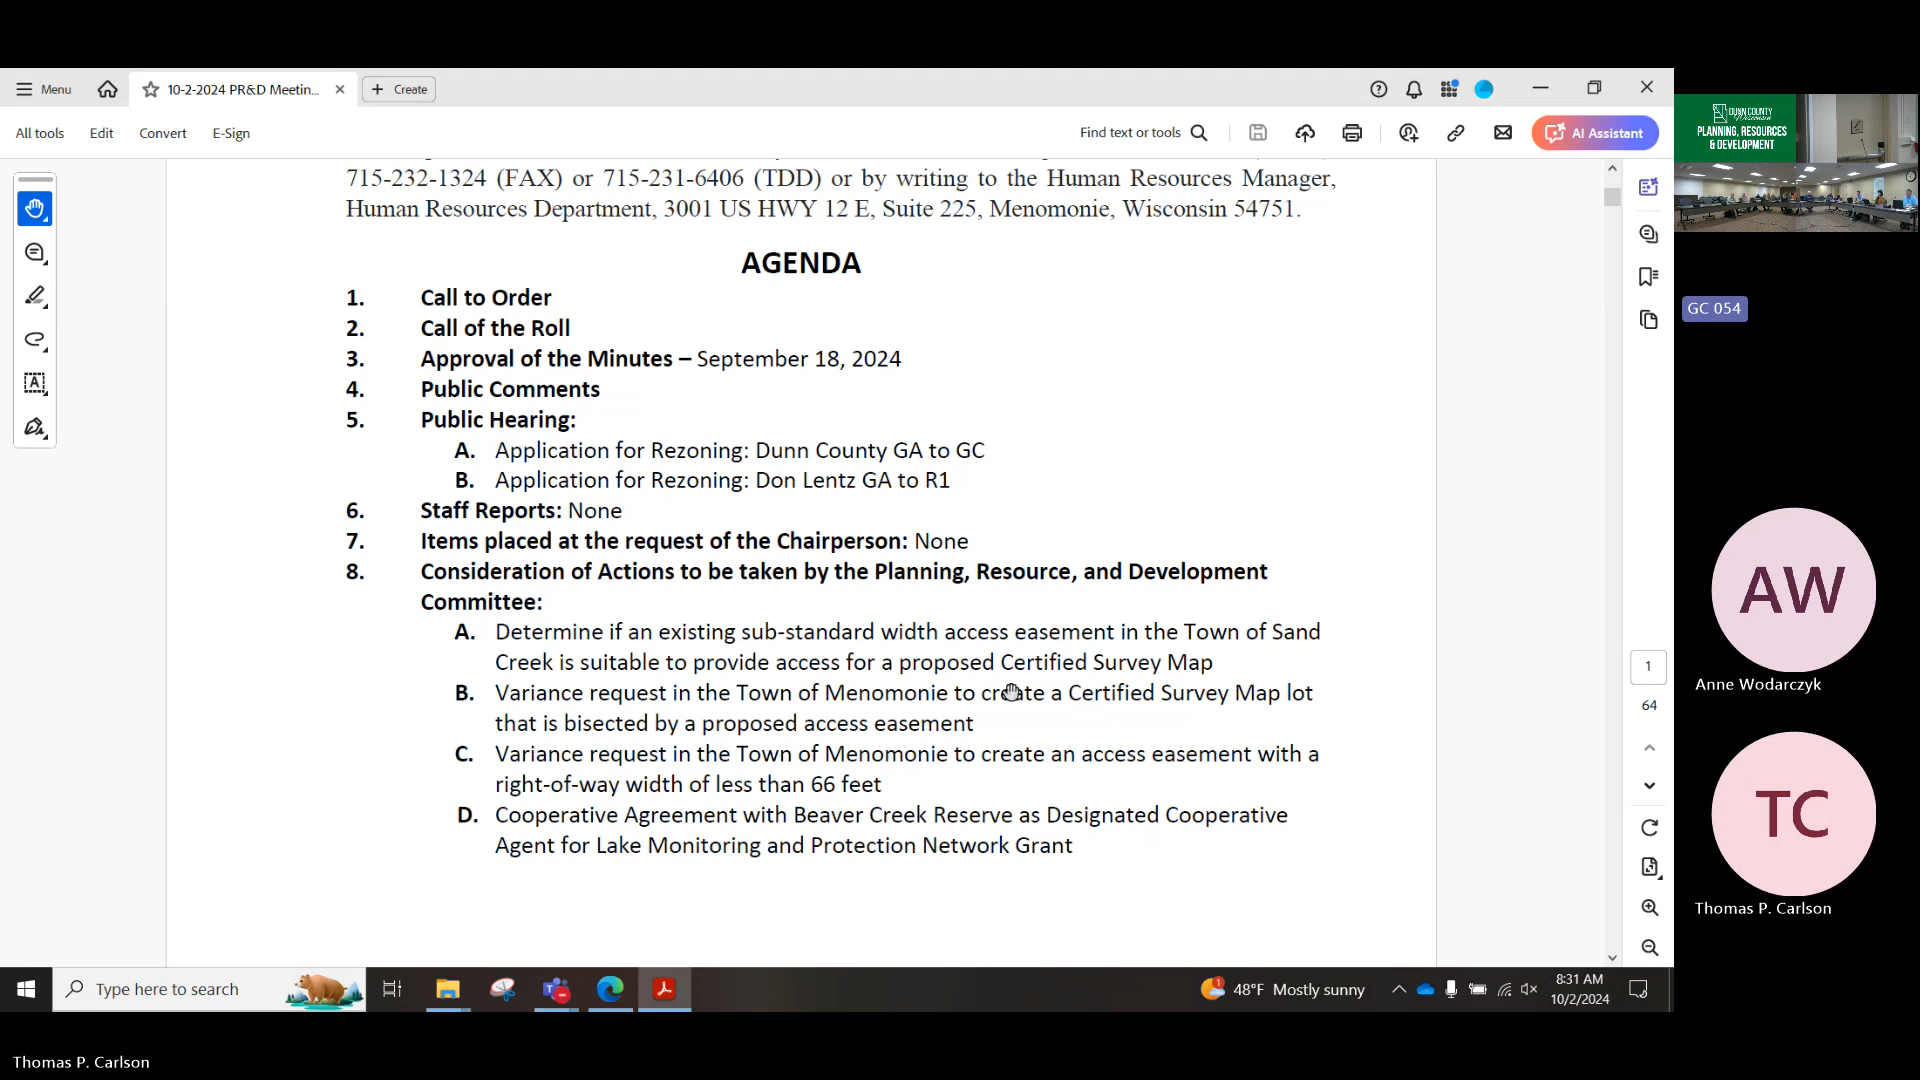 Menu
10-2-2024 PR&D Meetin...
Create
All tools
Edit
Convert
E-Sign
Find text or tools
AI Assistant
715-232-1324 (FAX) or 715-231-6406 (TDD) or by writing to the Human Resources Manager,
Human Resources Department, 3001 US HWY 12 E, Suite 225, Menomonie, Wisconsin 54751.
AGENDA
1. Call to Order
2. Call of the Roll
3. Approval of the Minutes – September 18, 2024
4. Public Comments
5. Public Hearing:
A. Application for Rezoning: Dunn County GA to GC
B. Application for Rezoning: Don Lentz GA to R1
6. Staff Reports: None
7. Items placed at the request of the Chairperson: None
8. Consideration of Actions to be taken by the Planning, Resource, and Development
Committee:
A. Determine if an existing sub-standard width access easement in the Town of Sand
Creek is suitable to provide access for a proposed Certified Survey Map
B. Variance request in the Town of Menomonie to create a Certified Survey Map lot
that is bisected by a proposed access easement
C. Variance request in the Town of Menomonie to create an access easement with a
right-of-way width of less than 66 feet
D. Cooperative Agreement with Beaver Creek Reserve as Designated Cooperative
Agent for Lake Monitoring and Protection Network Grant
1
64
DUNN COUNTY
Wisconsin
PLANNING, RESOURCES
& DEVELOPMENT
GC 054
AW
Anne Wodarczyk
TC
Thomas P. Carlson
Type here to search
1
48°F Mostly sunny
8:31 AM
10/2/2024
Thomas P. Carlson